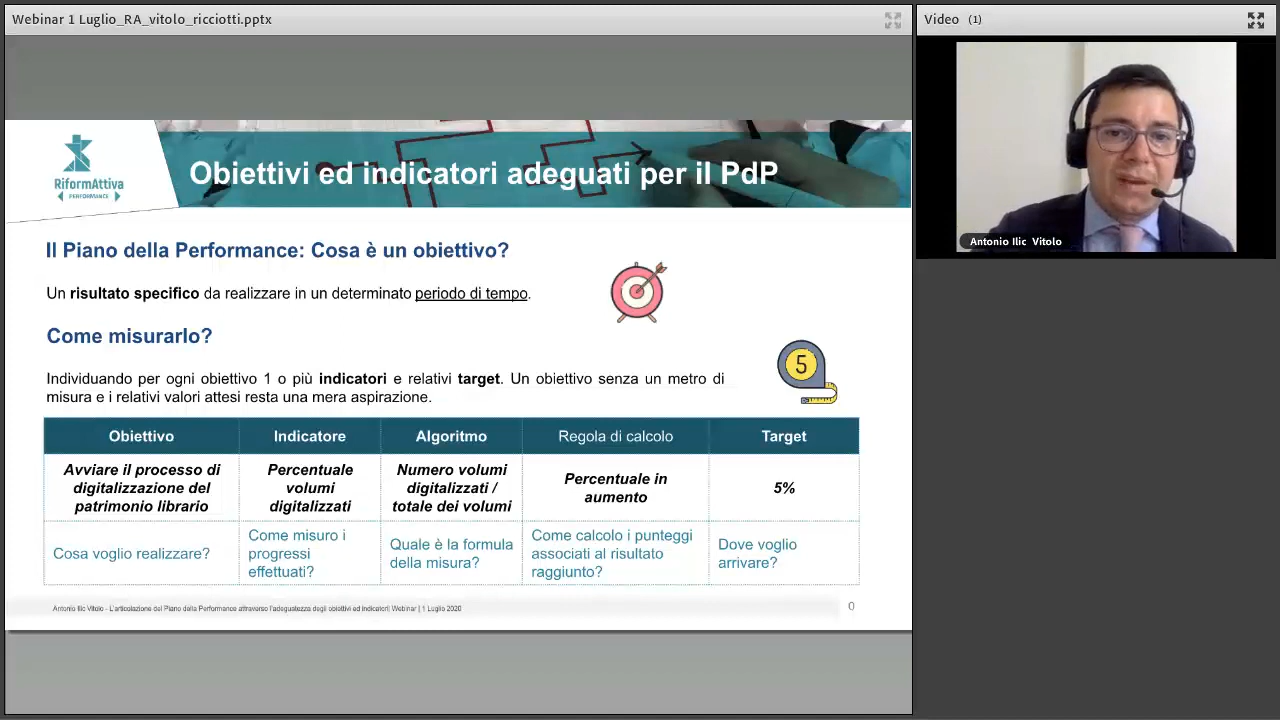 Webinar 1 Luglio_RA_vitolo_ricciotti.pptx
Video (1)
Antonio Ilic Vitolo
RiformAttiva
PERFORMANCE
Obiettivi ed indicatori adeguati per il PdP
Il Piano della Performance: Cosa è un obiettivo?
Un risultato specifico da realizzare in un determinato periodo di tempo.
Come misurarlo?
5
Individuando per ogni obiettivo 1 o più indicatori e relativi target. Un obiettivo senza un metro di
misura e i relativi valori attesi resta una mera aspirazione.
Obiettivo Indicatore Algoritmo Regola di calcolo Target
Avviare il processo di
digitalizzazione del
patrimonio librario
Percentuale
volumi
digitalizzati
Numero volumi
digitalizzati /
totale dei volumi
Percentuale in
aumento
5%
Cosa voglio realizzare?
Come misuro i
progressi
effettuati?
Quale è la formula
della misura?
Come calcolo i punteggi
associati al risultato
raggiunto?
Dove voglio
arrivare?
Antonio Ilic Vitolo - L'articolazione del Piano della Performance attraverso l'adeguatezza degli obiettivi ed indicatori| Webinar | 1 Luglio 2020
0